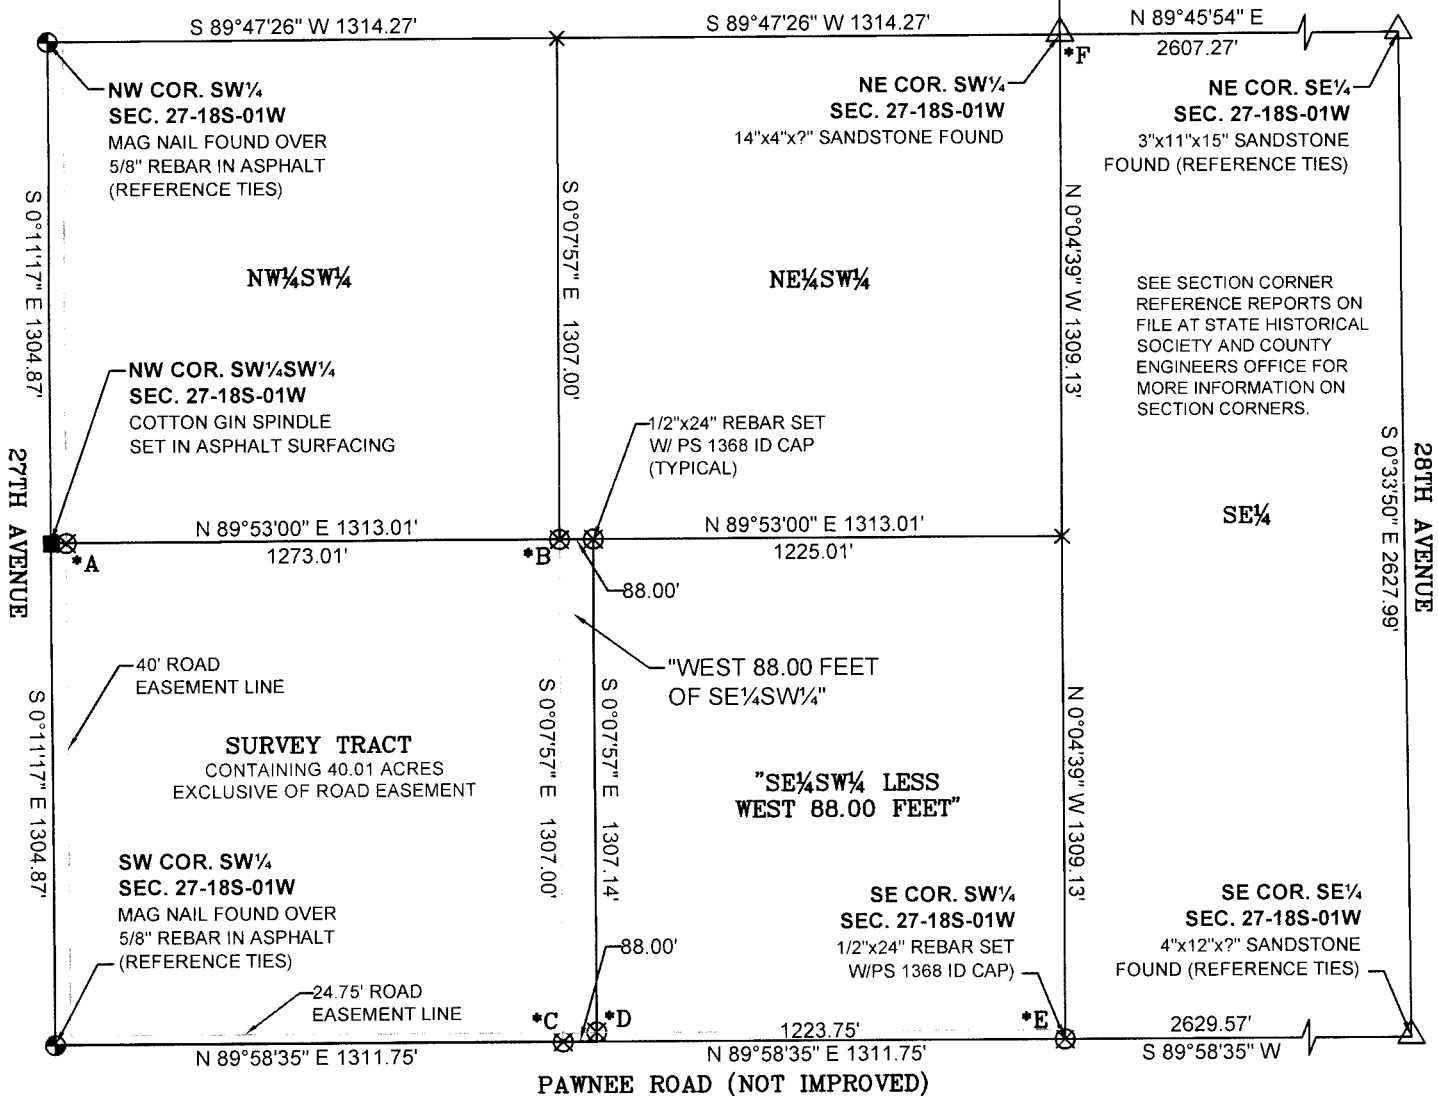 S 89°47'26" W 1314.27'
S 89°47'26" W 1314.27'
N 89°45'54" E
2607.27'
*F
NW COR. SW¼
SEC. 27-18S-01W
MAG NAIL FOUND OVER
5/8" REBAR IN ASPHALT
(REFERENCE TIES)
NE COR. SW¼
SEC. 27-18S-01W
14"x4"x?" SANDSTONE FOUND
NE COR. SE¼
SEC. 27-18S-01W
3"x11"x15" SANDSTONE
FOUND (REFERENCE TIES)
S 0°11'17" E 1304.87'
S 0°07'57" E 1307.00'
N 0°04'39" W 1309.13'
NW¼SW¼
NE¼SW¼
SEE SECTION CORNER
REFERENCE REPORTS ON
FILE AT STATE HISTORICAL
SOCIETY AND COUNTY
ENGINEERS OFFICE FOR
MORE INFORMATION ON
SECTION CORNERS.
NW COR. SW¼SW¼
SEC. 27-18S-01W
COTTON GIN SPINDLE
SET IN ASPHALT SURFACING
1/2"x24" REBAR SET
W/ PS 1368 ID CAP
(TYPICAL)
27TH AVENUE
28TH AVENUE
S 0°33'50" E 2627.99'
SE¼
N 89°53'00" E 1313.01'
1273.01'
N 89°53'00" E 1313.01'
1225.01'
*A
*B
88.00'
40' ROAD
EASEMENT LINE
"WEST 88.00 FEET
OF SE¼SW¼"
S 0°11'17" E 1304.87'
S 0°07'57" E 1307.00'
S 0°07'57" E 1307.14'
N 0°04'39" W 1309.13'
SURVEY TRACT
CONTAINING 40.01 ACRES
EXCLUSIVE OF ROAD EASEMENT
"SE¼SW¼ LESS
WEST 88.00 FEET"
SW COR. SW¼
SEC. 27-18S-01W
MAG NAIL FOUND OVER
5/8" REBAR IN ASPHALT
(REFERENCE TIES)
SE COR. SW¼
SEC. 27-18S-01W
1/2"x24" REBAR SET
W/PS 1368 ID CAP)
SE COR. SE¼
SEC. 27-18S-01W
4"x12"x?" SANDSTONE
FOUND (REFERENCE TIES)
88.00'
24.75' ROAD
EASEMENT LINE
*C
*D
*E
1223.75'
2629.57'
N 89°58'35" E 1311.75'
N 89°58'35" E 1311.75'
S 89°58'35" W
PAWNEE ROAD (NOT IMPROVED)